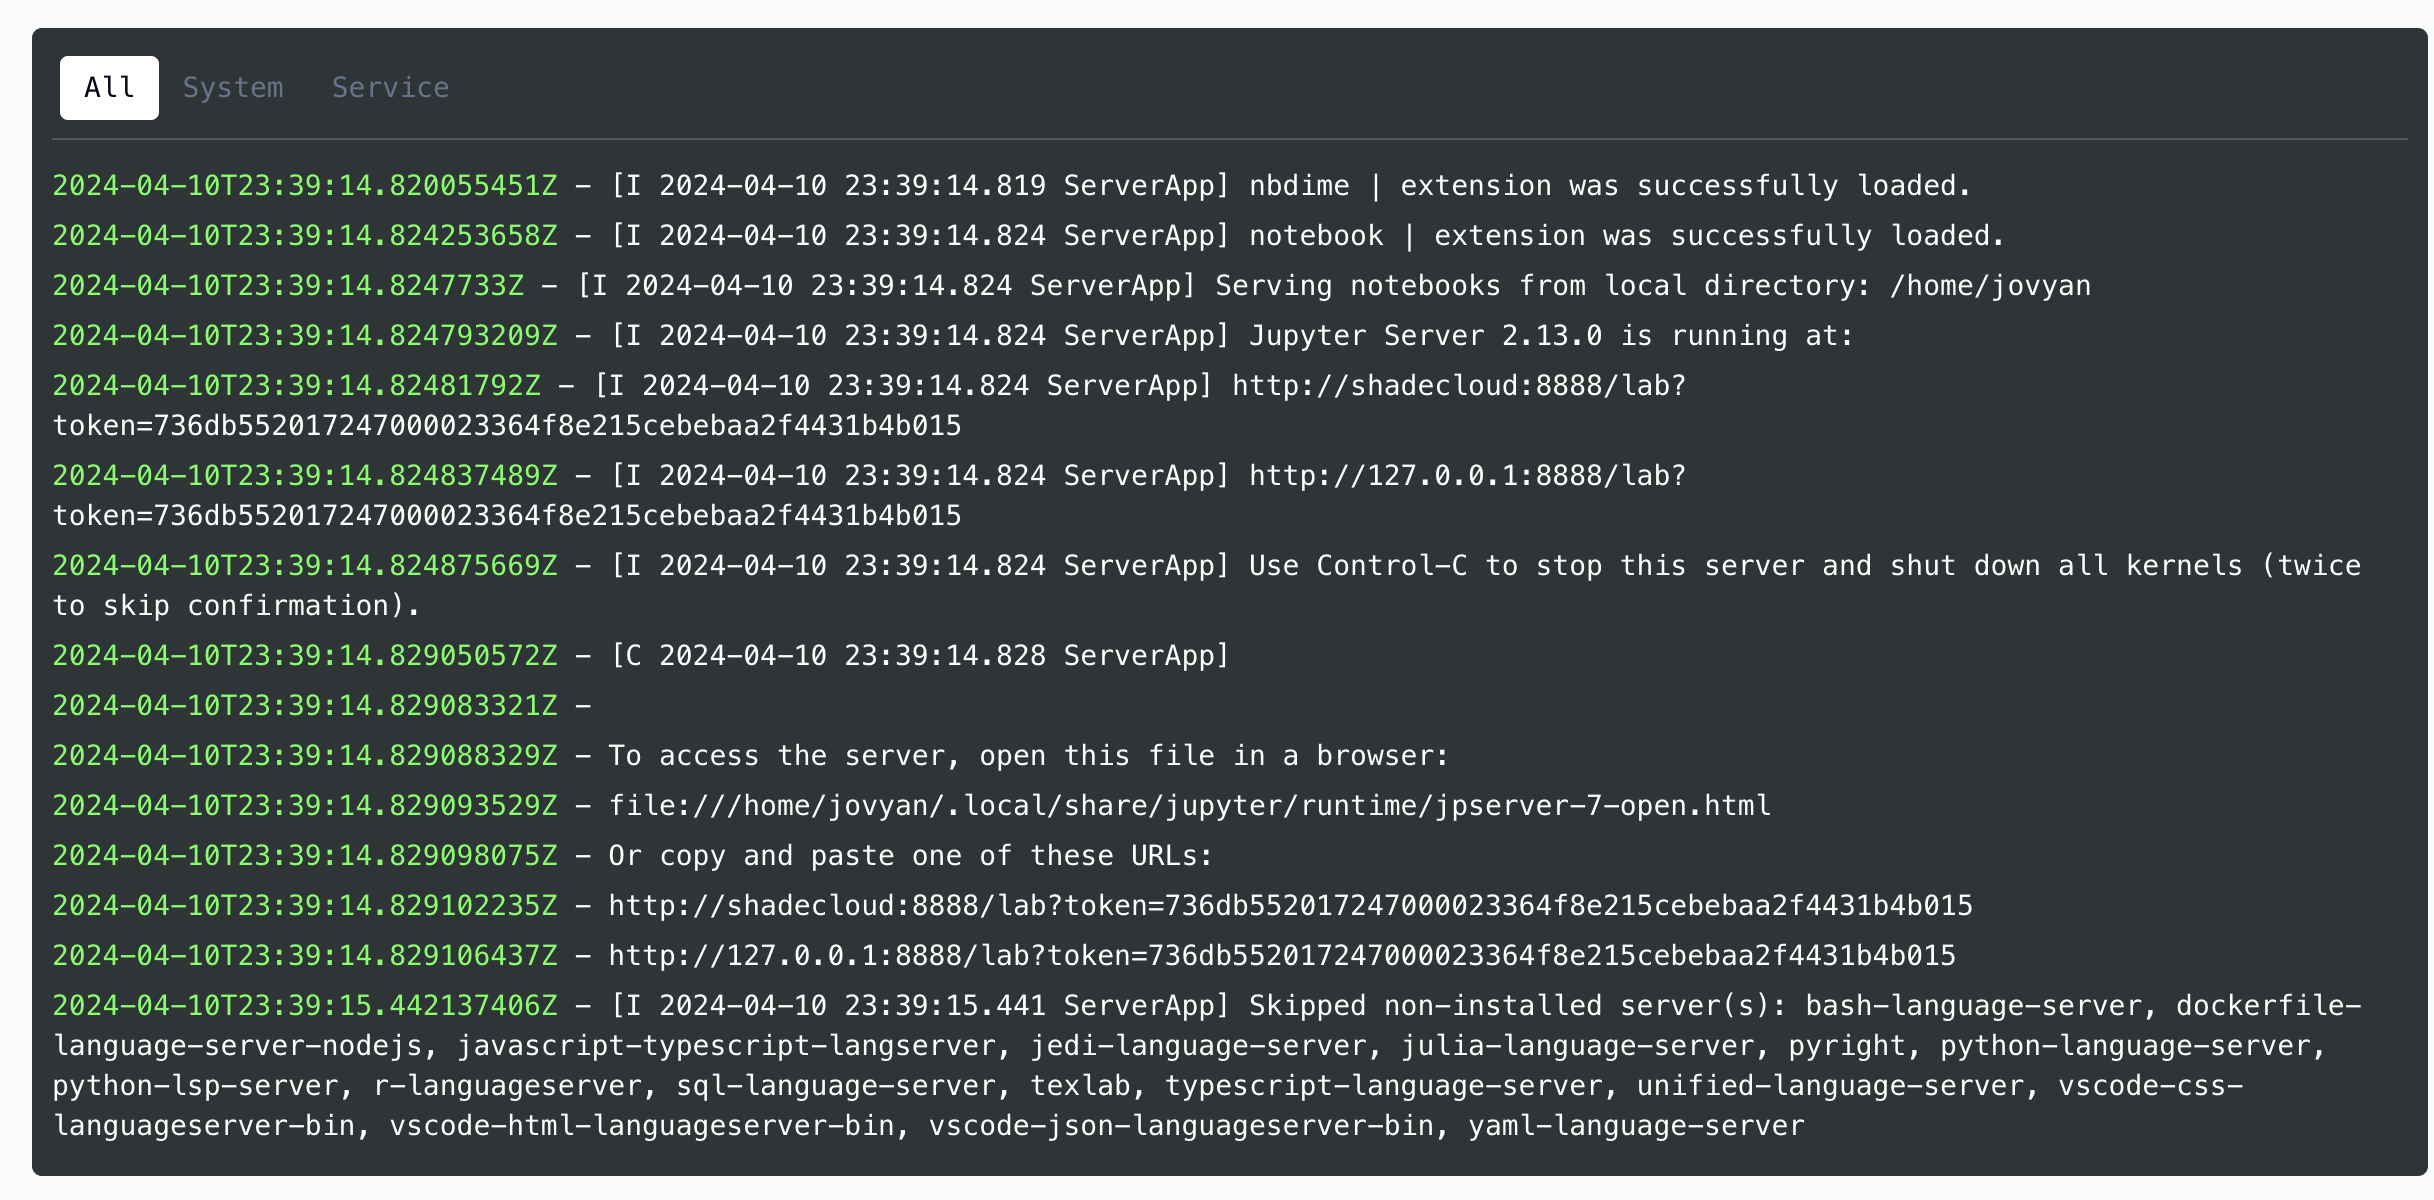 All System Service
2024-04-10T23:39:14.820055451Z - [I 2024-04-10 23:39:14.819 ServerApp] nbdime | extension was successfully loaded.
2024-04-10T23:39:14.824253658Z - [I 2024-04-10 23:39:14.824 ServerApp] notebook | extension was successfully loaded.
2024-04-10T23:39:14.8247733Z - [I 2024-04-10 23:39:14.824 ServerApp] Serving notebooks from local directory: /home/jovyan
2024-04-10T23:39:14.824793209Z - [I 2024-04-10 23:39:14.824 ServerApp] Jupyter Server 2.13.0 is running at:
2024-04-10T23:39:14.82481792Z - [I 2024-04-10 23:39:14.824 ServerApp] http://shadecloud:8888/lab?
token=736db552017247000023364f8e215cebebaa2f4431b4b015
2024-04-10T23:39:14.824837489Z - [I 2024-04-10 23:39:14.824 ServerApp] http://127.0.0.1:8888/lab?
token=736db552017247000023364f8e215cebebaa2f4431b4b015
2024-04-10T23:39:14.824875669Z - [I 2024-04-10 23:39:14.824 ServerApp] Use Control-C to stop this server and shut down all kernels (twice
to skip confirmation).
2024-04-10T23:39:14.829050572Z - [C 2024-04-10 23:39:14.828 ServerApp]
2024-04-10T23:39:14.829083321Z -
2024-04-10T23:39:14.829088329Z - To access the server, open this file in a browser:
2024-04-10T23:39:14.829093529Z - file:///home/jovyan/.local/share/jupyter/runtime/jpserver-7-open.html
2024-04-10T23:39:14.829098075Z - Or copy and paste one of these URLs:
2024-04-10T23:39:14.829102235Z - http://shadecloud:8888/lab?token=736db552017247000023364f8e215cebebaa2f4431b4b015
2024-04-10T23:39:14.829106437Z - http://127.0.0.1:8888/lab?token=736db552017247000023364f8e215cebebaa2f4431b4b015
2024-04-10T23:39:15.442137406Z - [I 2024-04-10 23:39:15.441 ServerApp] Skipped non-installed server(s): bash-language-server, dockerfile-
language-server-nodejs, javascript-typescript-langserver, jedi-language-server, julia-language-server, pyright, python-language-server,
python-lsp-server, r-languageserver, sql-language-server, texlab, typescript-language-server, unified-language-server, vscode-css-
languageserver-bin, vscode-html-languageserver-bin, vscode-json-languageserver-bin, yaml-language-server